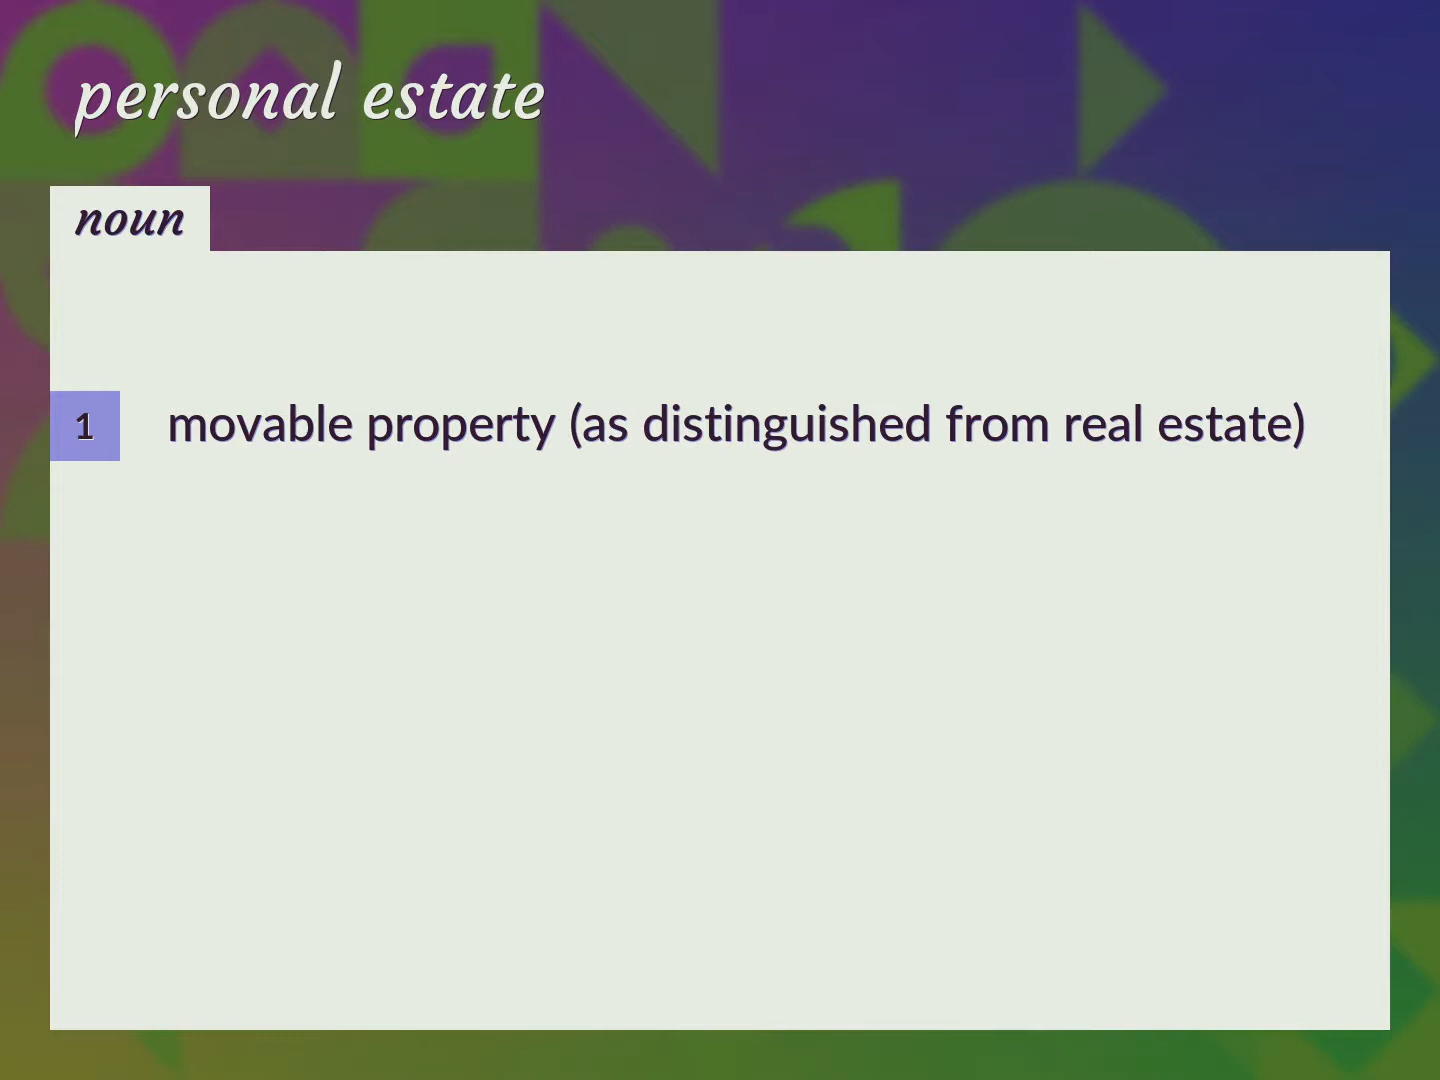 personal estate
noun
1 movable property (as distinguished from real estate)